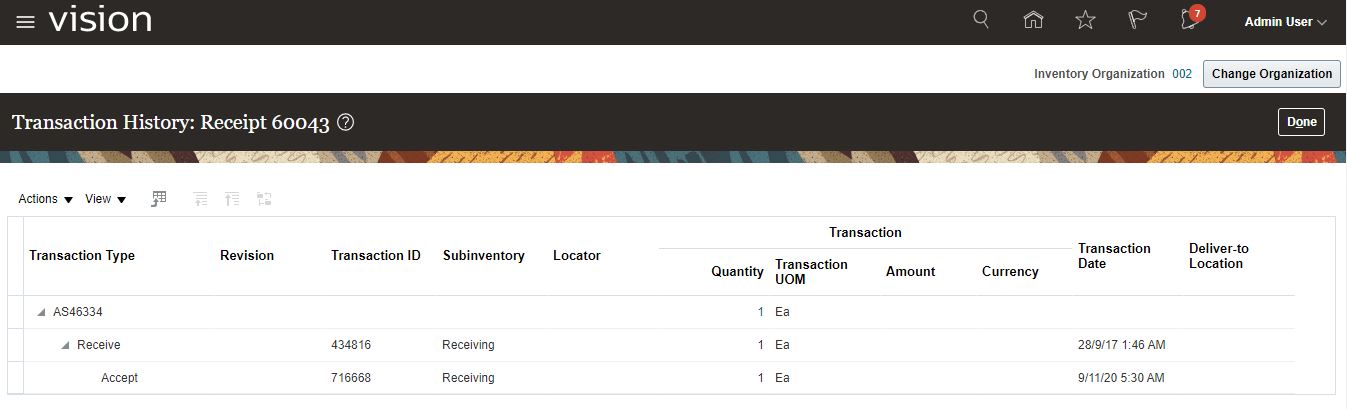 vision
7
Admin User
Inventory Organization 002 Change Organization
Transaction History: Receipt 60043 ?
Done
Actions View
Transaction
Transaction Type Revision Transaction ID Subinventory Locator Quantity Transaction UOM Amount Currency Transaction Date Deliver-to Location
AS46334 1 Ea
Receive 434816 Receiving 1 Ea 28/9/17 1:46 AM
Accept 716668 Receiving 1 Ea 9/11/20 5:30 AM